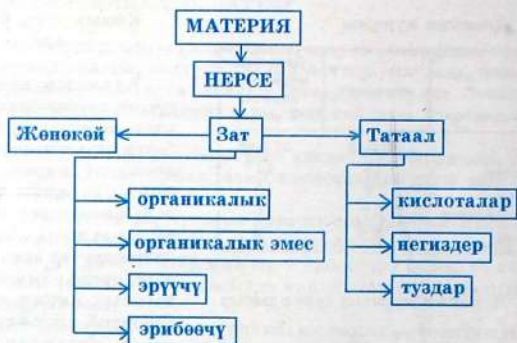 МАТЕРИЯ
НЕРСЕ
Жөнөкөй Зат Татаал
органикалык кислоталар
органикалык эмес негиздер
эрүүчү туздар
эрибөөчү